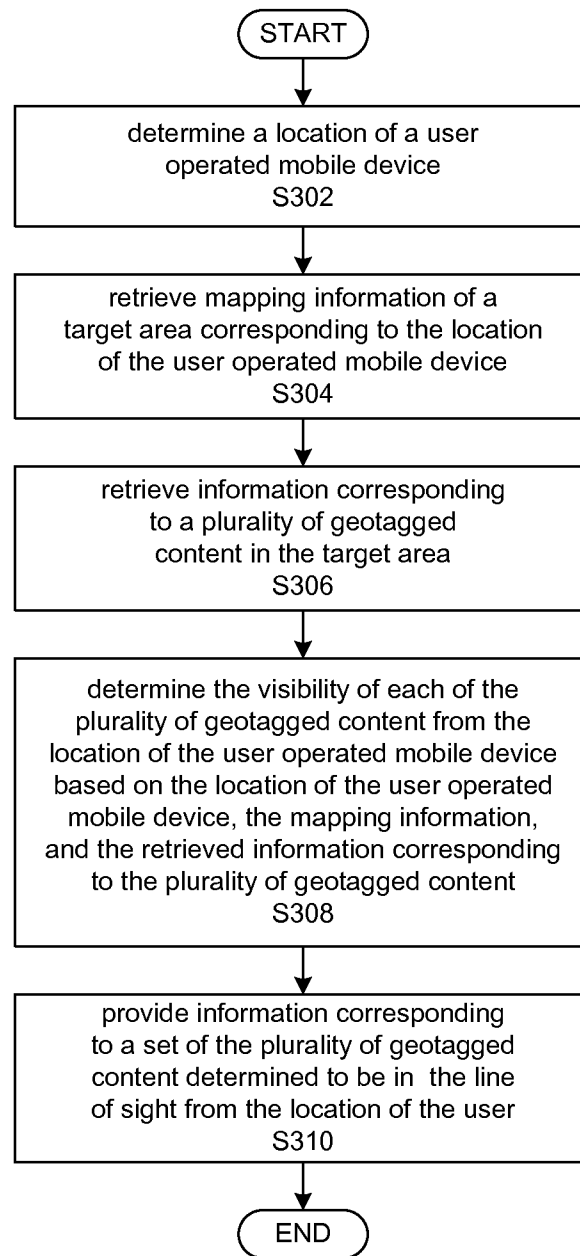 START
determine a location of a user
operated mobile device
S302
retrieve mapping information of a
target area corresponding to the location
of the user operated mobile device
S304
retrieve information corresponding
to a plurality of geotagged
content in the target area
S306
determine the visibility of each of the
plurality of geotagged content from the
location of the user operated mobile device
based on the location of the user operated
mobile device, the mapping information,
and the retrieved information corresponding
to the plurality of geotagged content
S308
provide information corresponding
to a set of the plurality of geotagged
content determined to be in the line
of sight from the location of the user
S310
END